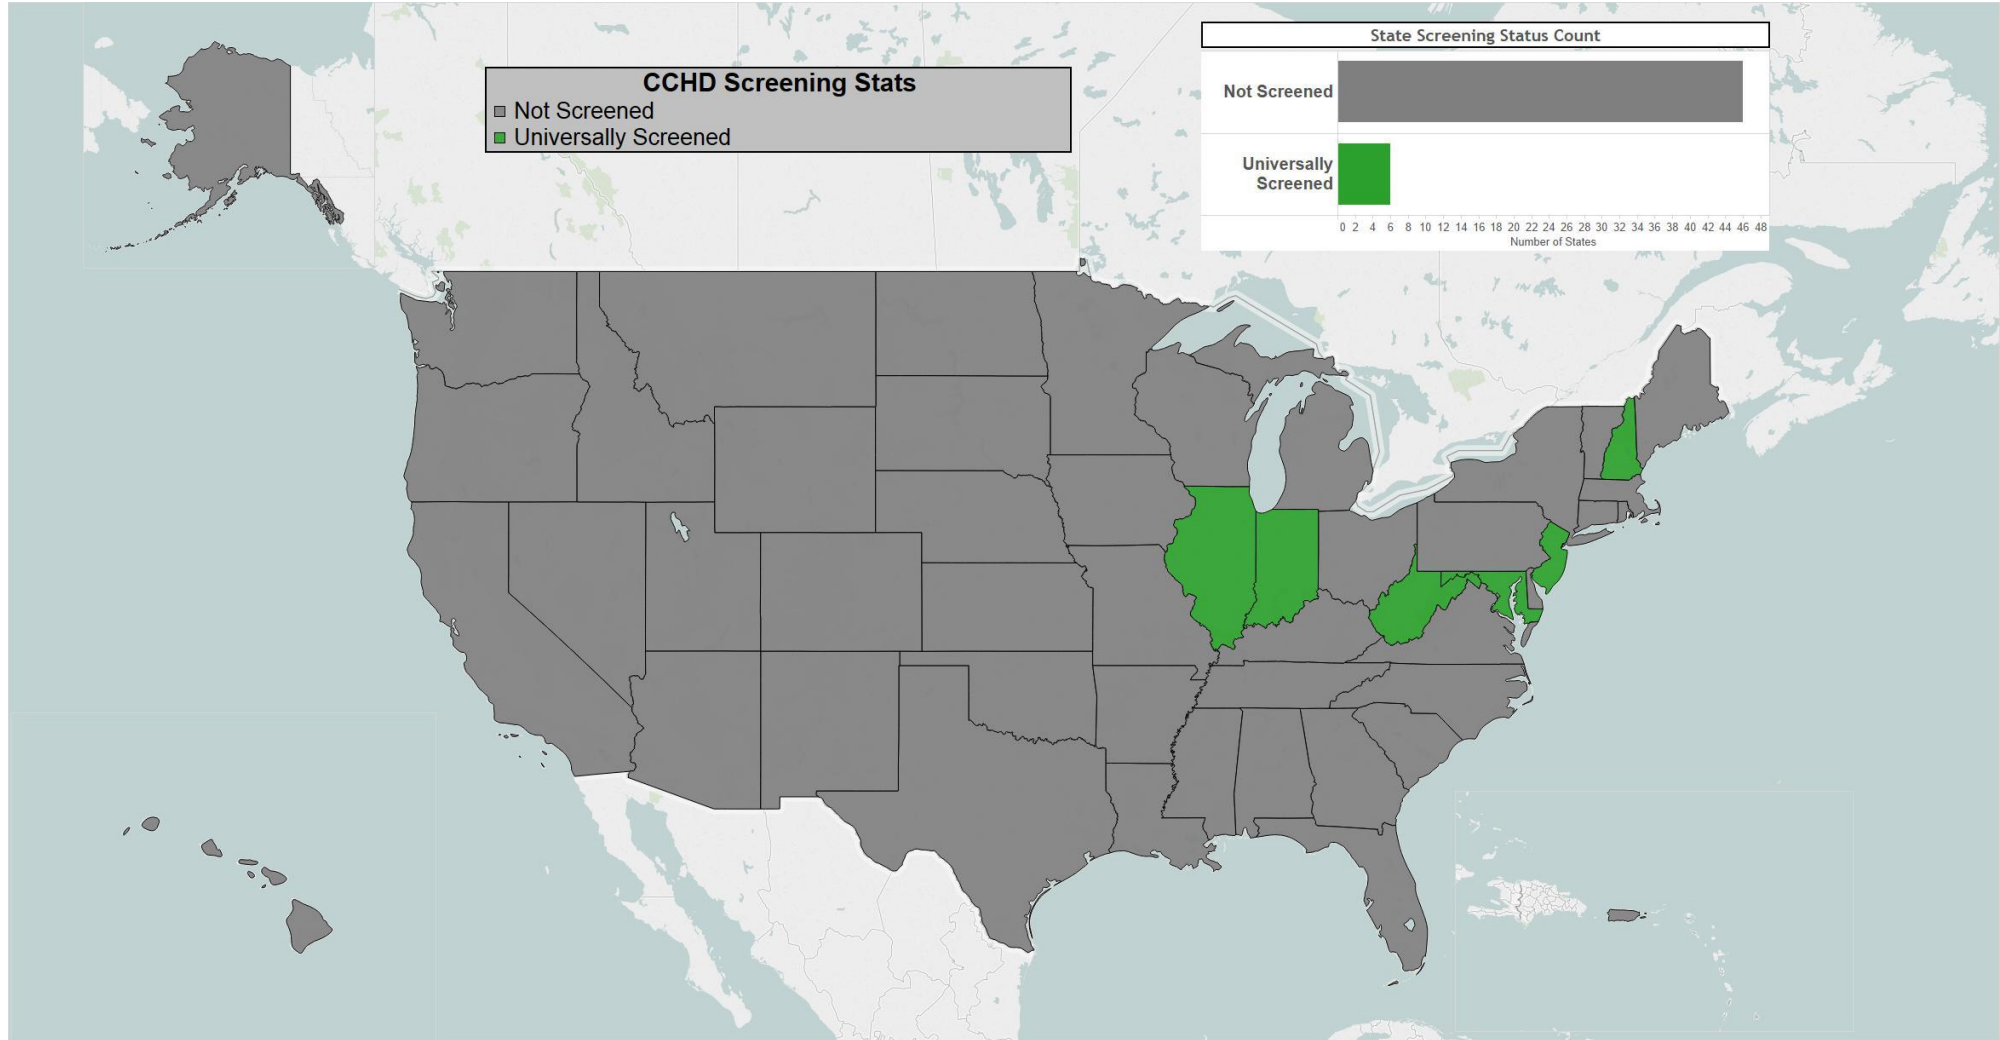 CCHD Screening Stats
Not Screened
Universally Screened
State Screening Status Count
Not Screened
Universally
Screened
0 2 4 6 8 10 12 14 16 18 20 22 24 26 28 30 32 34 36 38 40 42 44 46 48
Number of States